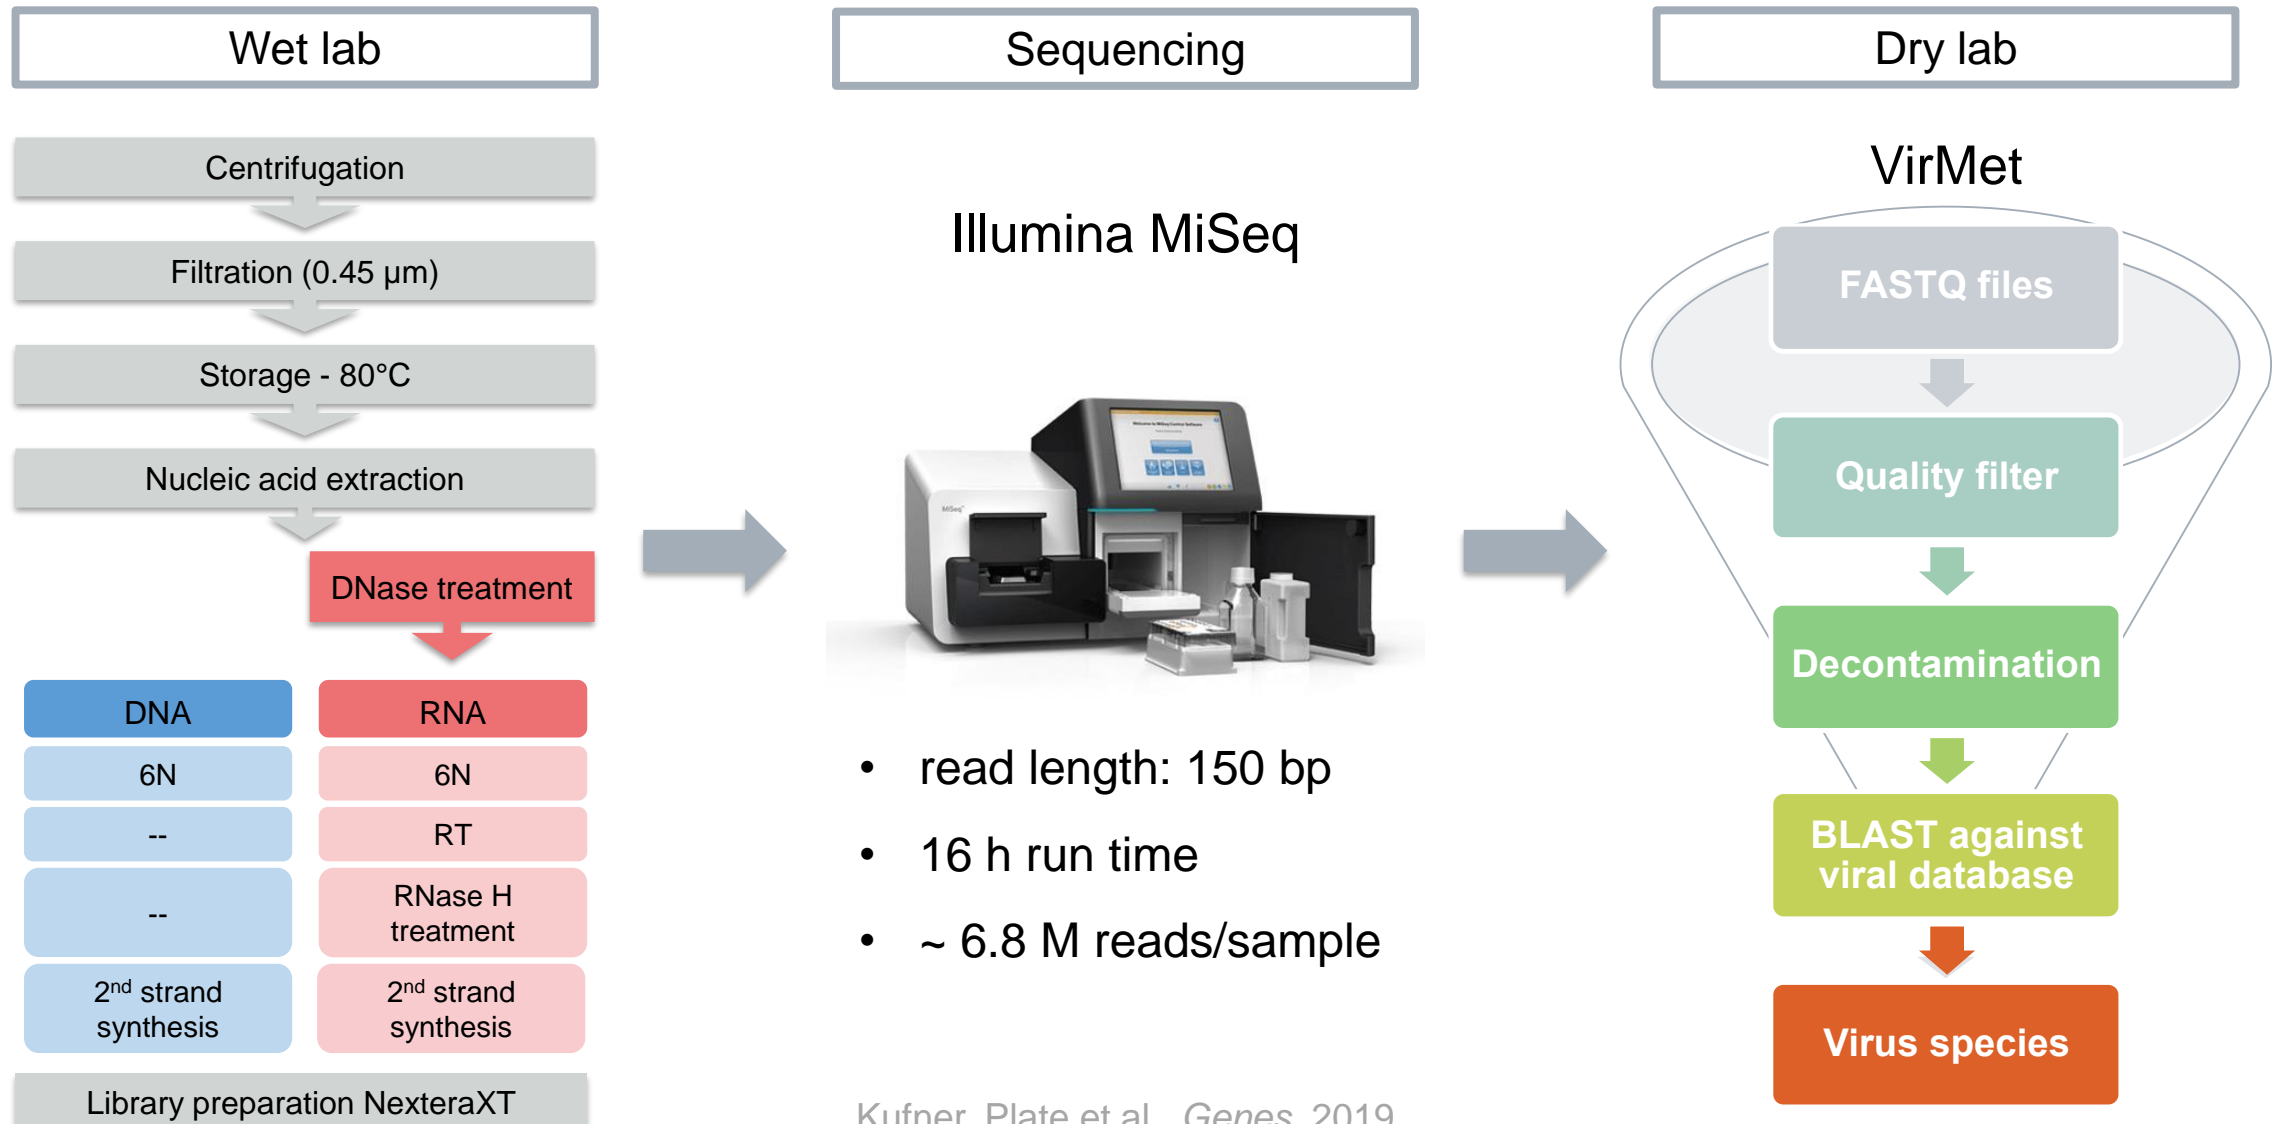 Wet lab
Centrifugation
Filtration (0.45 µm)
Storage - 80°C
Nucleic acid extraction
DNase treatment
DNA
RNA
6N
6N
--
RT
--
RNase H
treatment
2nd strand
synthesis
2nd strand
synthesis
Library preparation NexteraXT
Sequencing
Illumina MiSeq
MiSeq
• read length: 150 bp
• 16 h run time
• ~ 6.8 M reads/sample
Kufner, Plate et al., Genes, 2019
Dry lab
VirMet
FASTQ files
Quality filter
Decontamination
BLAST against
viral database
Virus species